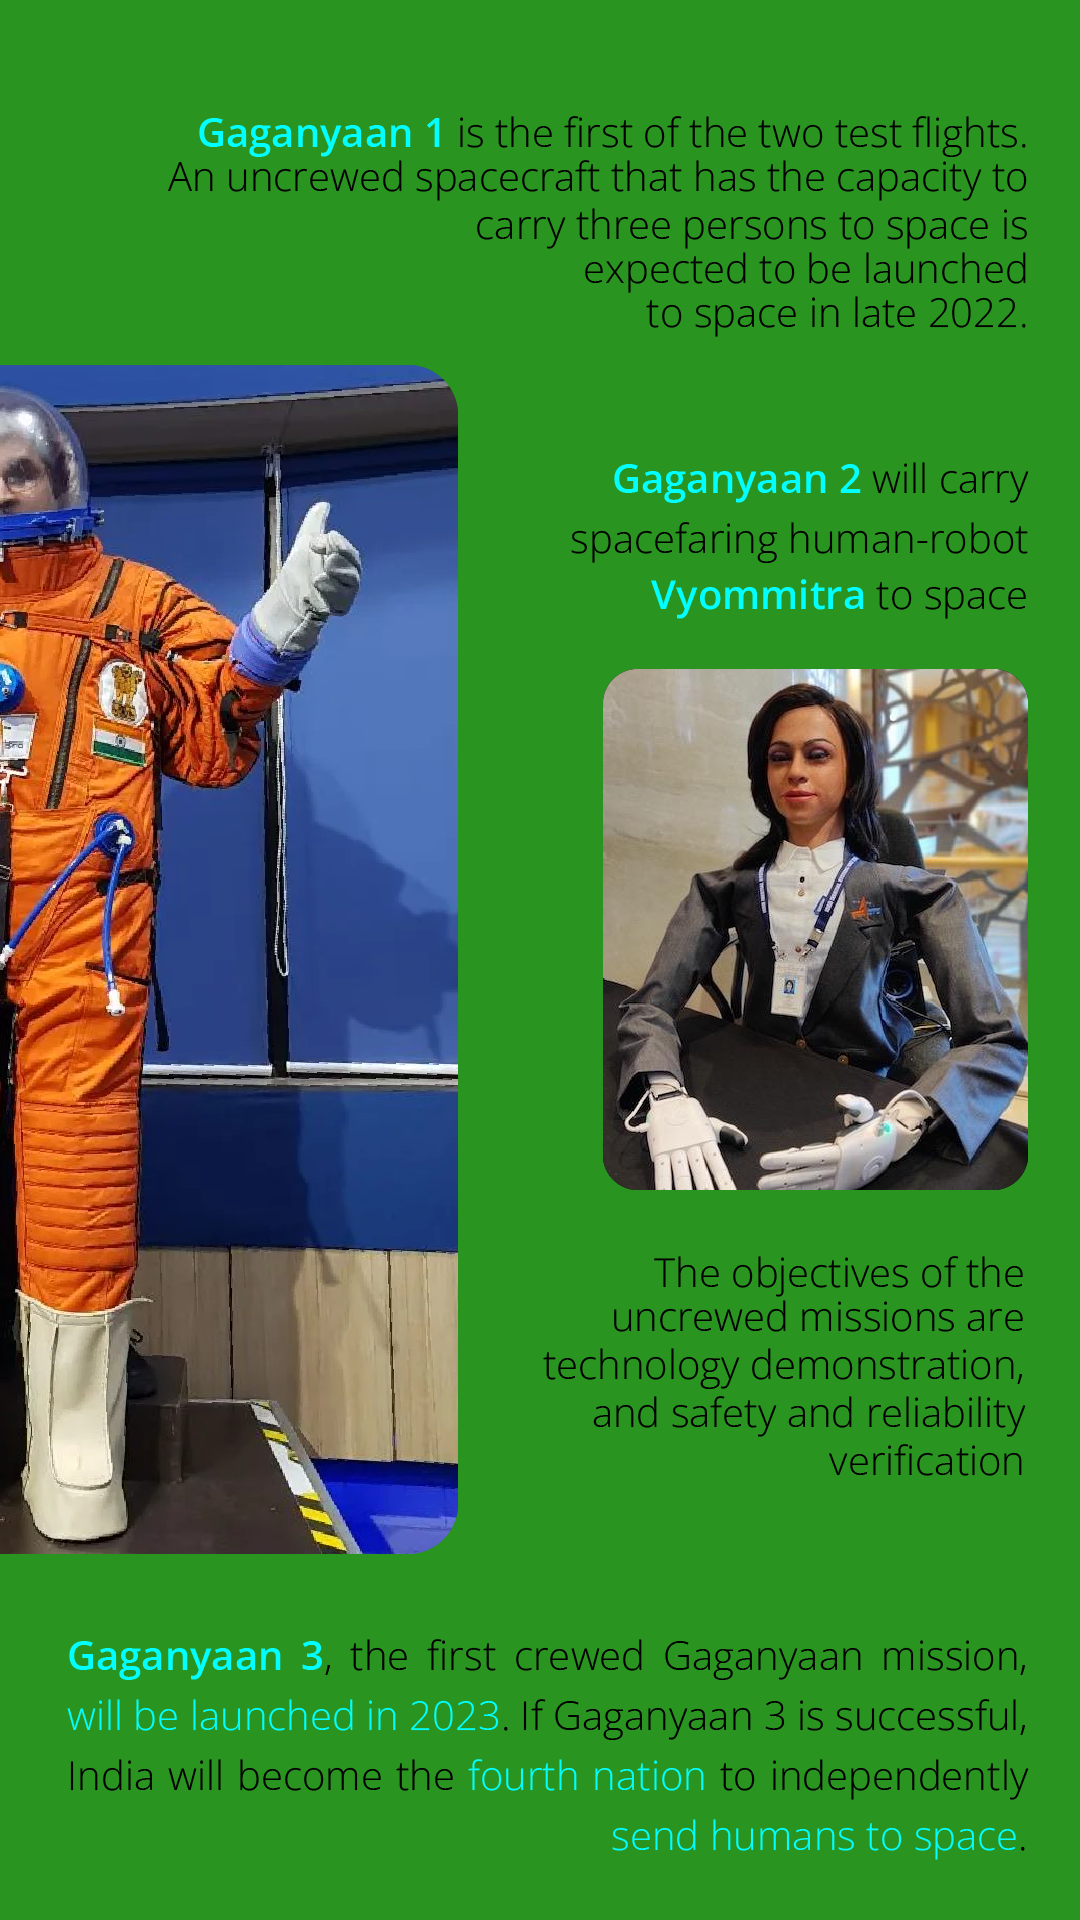 Gaganyaan 1 is the first of the two test flights.
An uncrewed spacecraft that has the capacity to
carry three persons to space is
expected to be launched
to space in late 2022.
Gaganyaan 2 will carry
spacefaring human-robot
Vyommitra to space
The objectives of the
uncrewed missions are
technology demonstration,
and safety and reliability
verification
Gaganyaan 3, the first crewed Gaganyaan mission,
will be launched in 2023. If Gaganyaan 3 is successful,
India will become the fourth nation to independently
send humans to space.